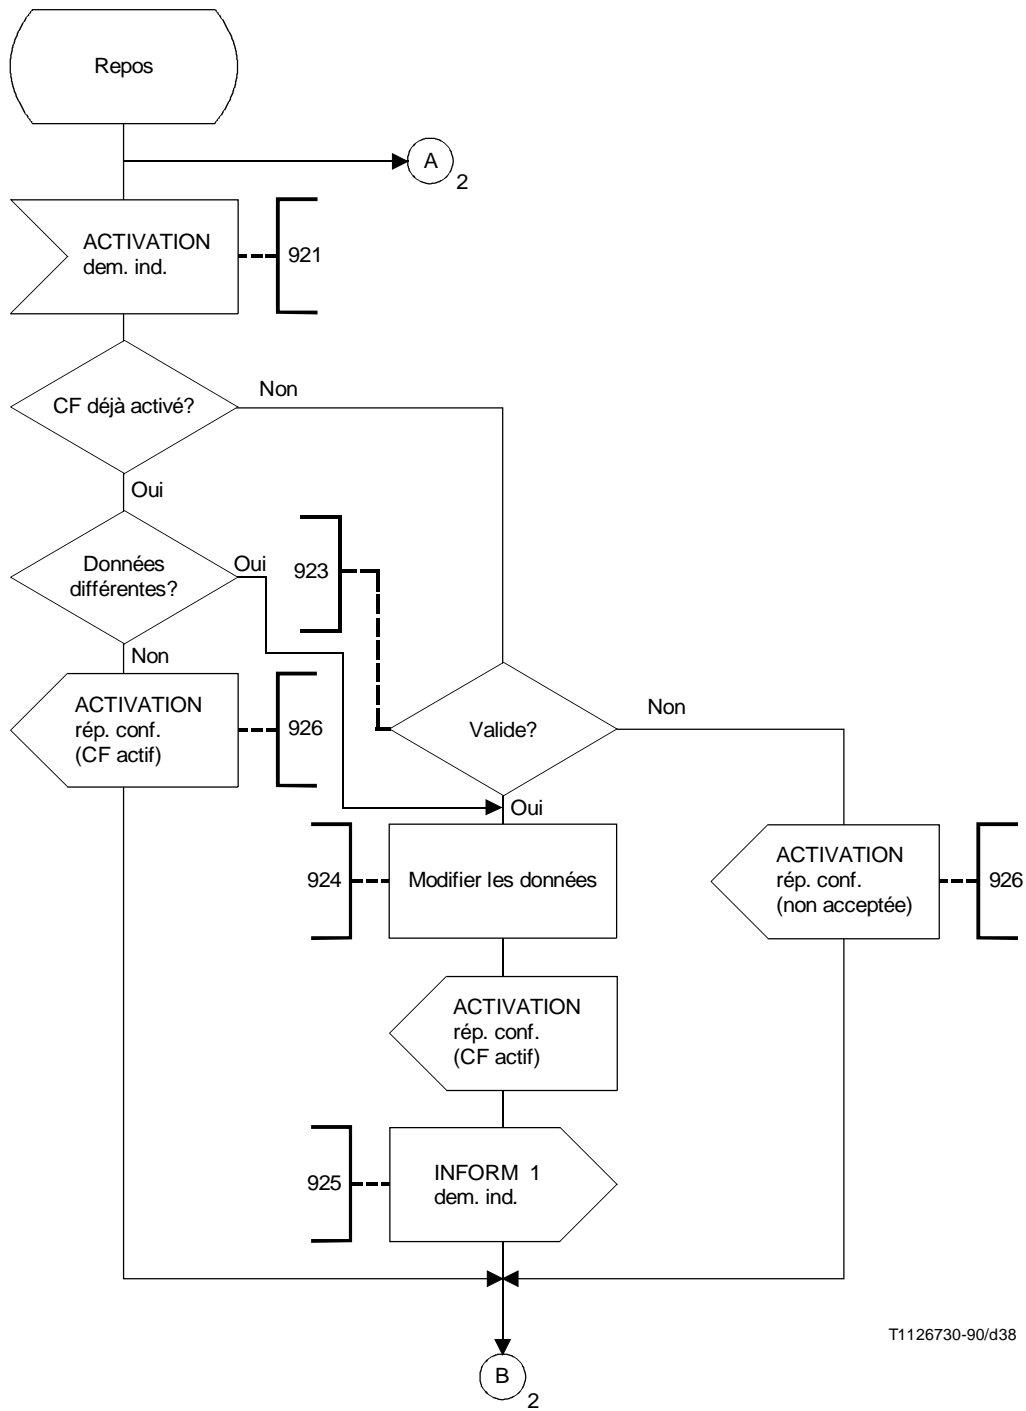 Repos
A
2
ACTIVATION
dem. ind.
921
CF déjà activé?
Non
Oui
Données
différentes?
Oui
923
Non
ACTIVATION
rép. conf.
(CF actif)
926
Valide?
Non
Oui
924
Modifier les données
ACTIVATION
rép. conf.
(non acceptée)
926
ACTIVATION
rép. conf.
(CF actif)
925
INFORM 1
dem. ind.
T1126730-90/d38
B
2